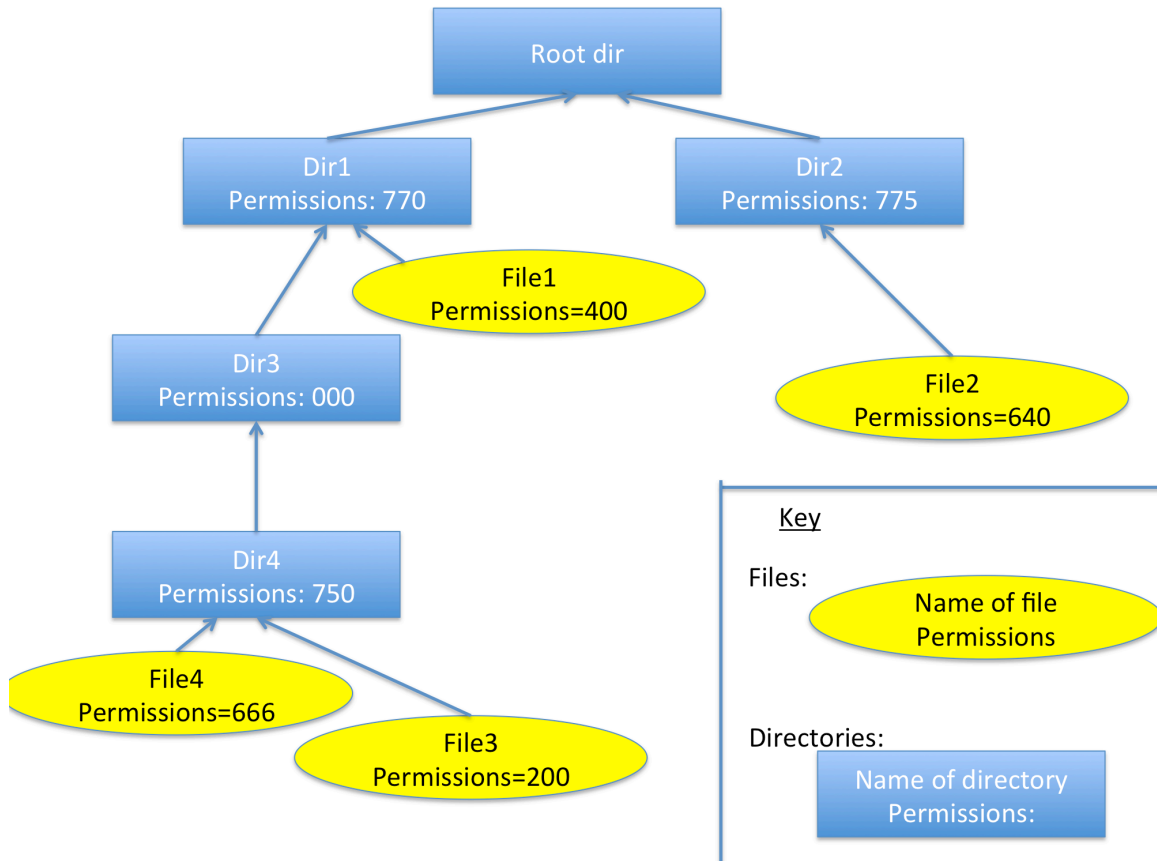 Root dir
Dir1
Permissions: 770
Dir2
Permissions: 775
File1
Permissions=400
Dir3
Permissions: 000
File2
Permissions=640
Key
Files:
Name of file
Permissions
Dir4
Permissions: 750
File4
Permissions=666
File3
Permissions=200
Directories:
Name of directory
Permissions: